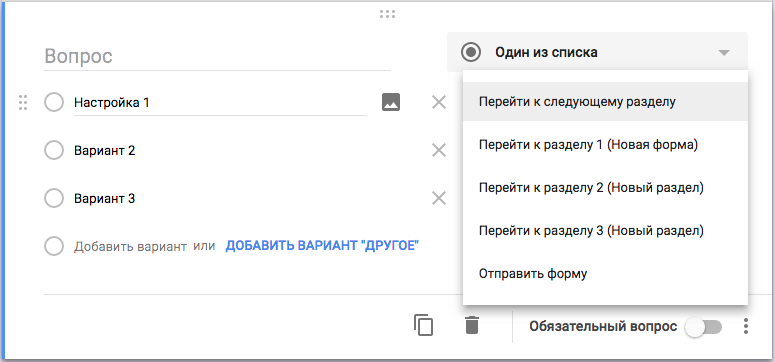 Вопрос
Один из списка
Настройка 1
Перейти к следующему разделу
Вариант 2
Перейти к разделу 1 (Новая форма)
Вариант 3
Перейти к разделу 2 (Новый раздел)
Перейти к разделу 3 (Новый раздел)
Добавить вариант или ДОБАВИТЬ ВАРИАНТ "ДРУГОЕ"
Отправить форму
Обязательный вопрос